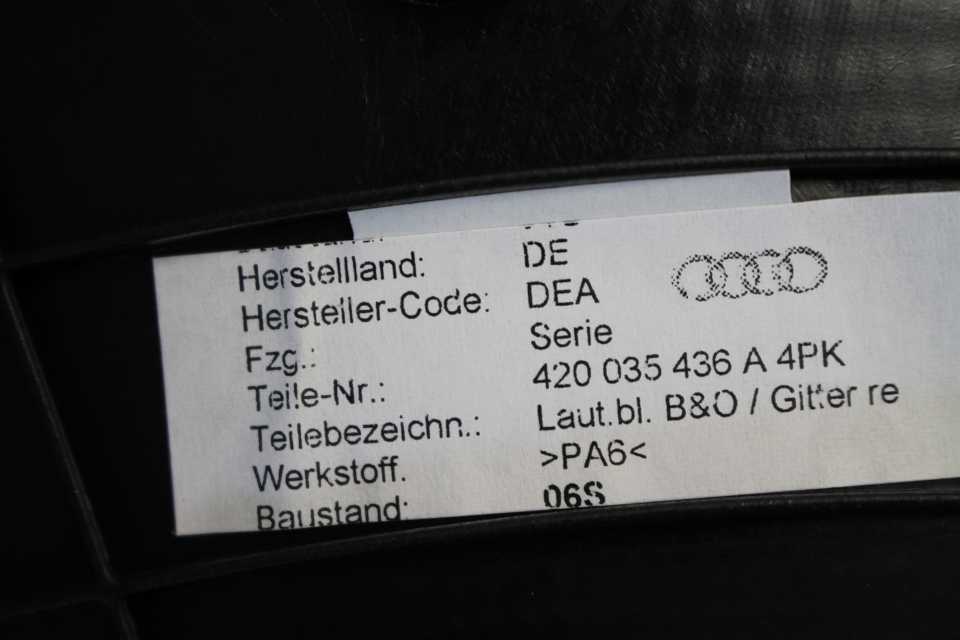 Herstellland: DE
Hersteller-Code: DEA
Fzg.: Serie
Teile-Nr.: 420 035 436 A 4PK
Teilebezeichn.: Laut.bl. B&O / Gitter re
Werkstoff. >PA6<
Baustand: 06S